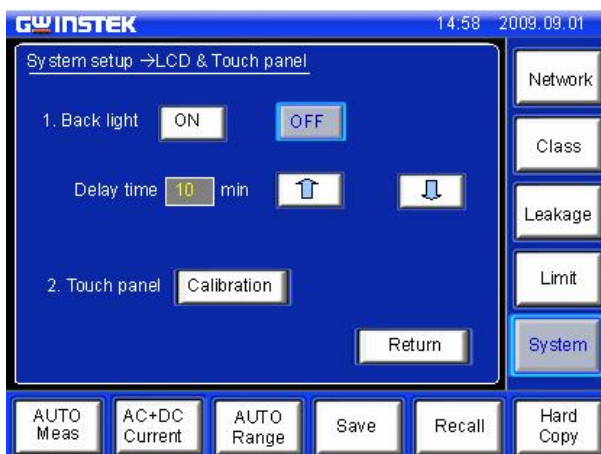 GWINSTEK 14:58 2009.09.01
System setup →LCD & Touch panel
1. Back light ON OFF
Delay time 10 min
2. Touch panel Calibration
Return
Network
Class
Leakage
Limit
System
AUTO Meas
AC+DC Current
AUTO Range
Save
Recall
Hard Copy